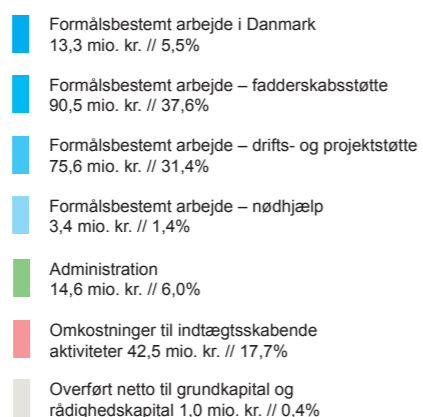 Formålsbestemt arbejde i Danmark
13,3 mio. kr. // 5,5%
Formålsbestemt arbejde – fadderskabsstøtte
90,5 mio. kr. // 37,6%
Formålsbestemt arbejde – drifts- og projektstøtte
75,6 mio. kr. // 31,4%
Formålsbestemt arbejde – nødhjælp
3,4 mio. kr. // 1,4%
Administration
14,6 mio. kr. // 6,0%
Omkostninger til indtægtsskabende
aktiviteter 42,5 mio. kr. // 17,7%
Overført netto til grundkapital og
rådighedskapital 1,0 mio. kr. // 0,4%